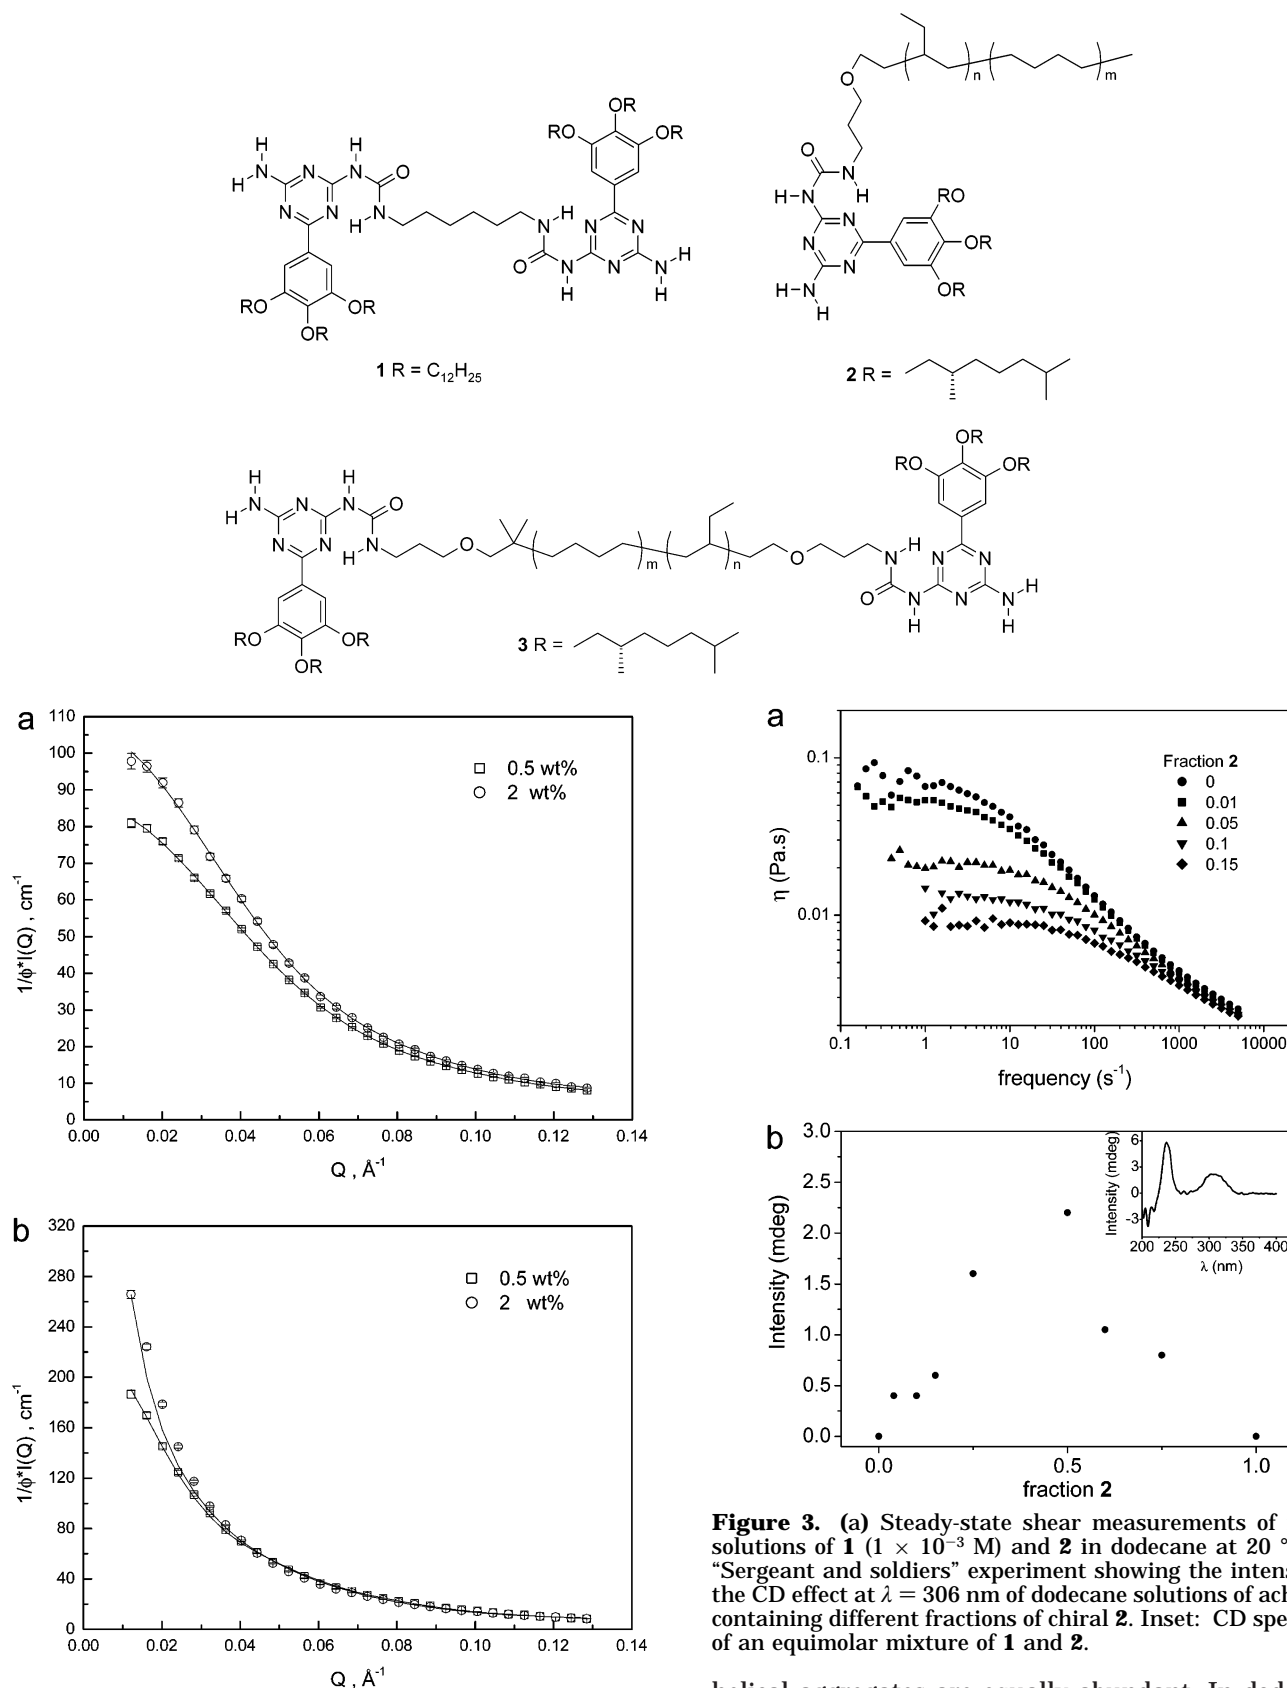 1 R = C12H25
2 R =
3 R =
a
110
100
90
80
70
60
50
40
30
20
10
0
0.00 0.02 0.04 0.06 0.08 0.10 0.12 0.14
1/ϕ*I(Q) , cm-1
Q , Å-1
0.5 wt%
2 wt%
b
320
280
240
200
160
120
80
40
0
0.00 0.02 0.04 0.06 0.08 0.10 0.12 0.14
1/ϕ*I(Q) , cm-1
Q , Å-1
0.5 wt%
2 wt%
a
0.1
0.01
η (Pa.s)
0.1 1 10 100 1000 10000
frequency (s-1)
Fraction 2
0
0.01
0.05
0.1
0.15
b
3.0
2.5
2.0
1.5
1.0
0.5
0.0
Intensity (mdeg)
0.0 0.5 1.0
fraction 2
Intensity (mdeg)
6
3
0
-3
200 250 300 350 400
λ (nm)
Figure 3. (a) Steady-state shear measurements of
solutions of 1 (1 × 10−3 M) and 2 in dodecane at 20 °
“Sergeant and soldiers” experiment showing the intens
the CD effect at λ = 306 nm of dodecane solutions of ach
containing different fractions of chiral 2. Inset: CD spe
of an equimolar mixture of 1 and 2.